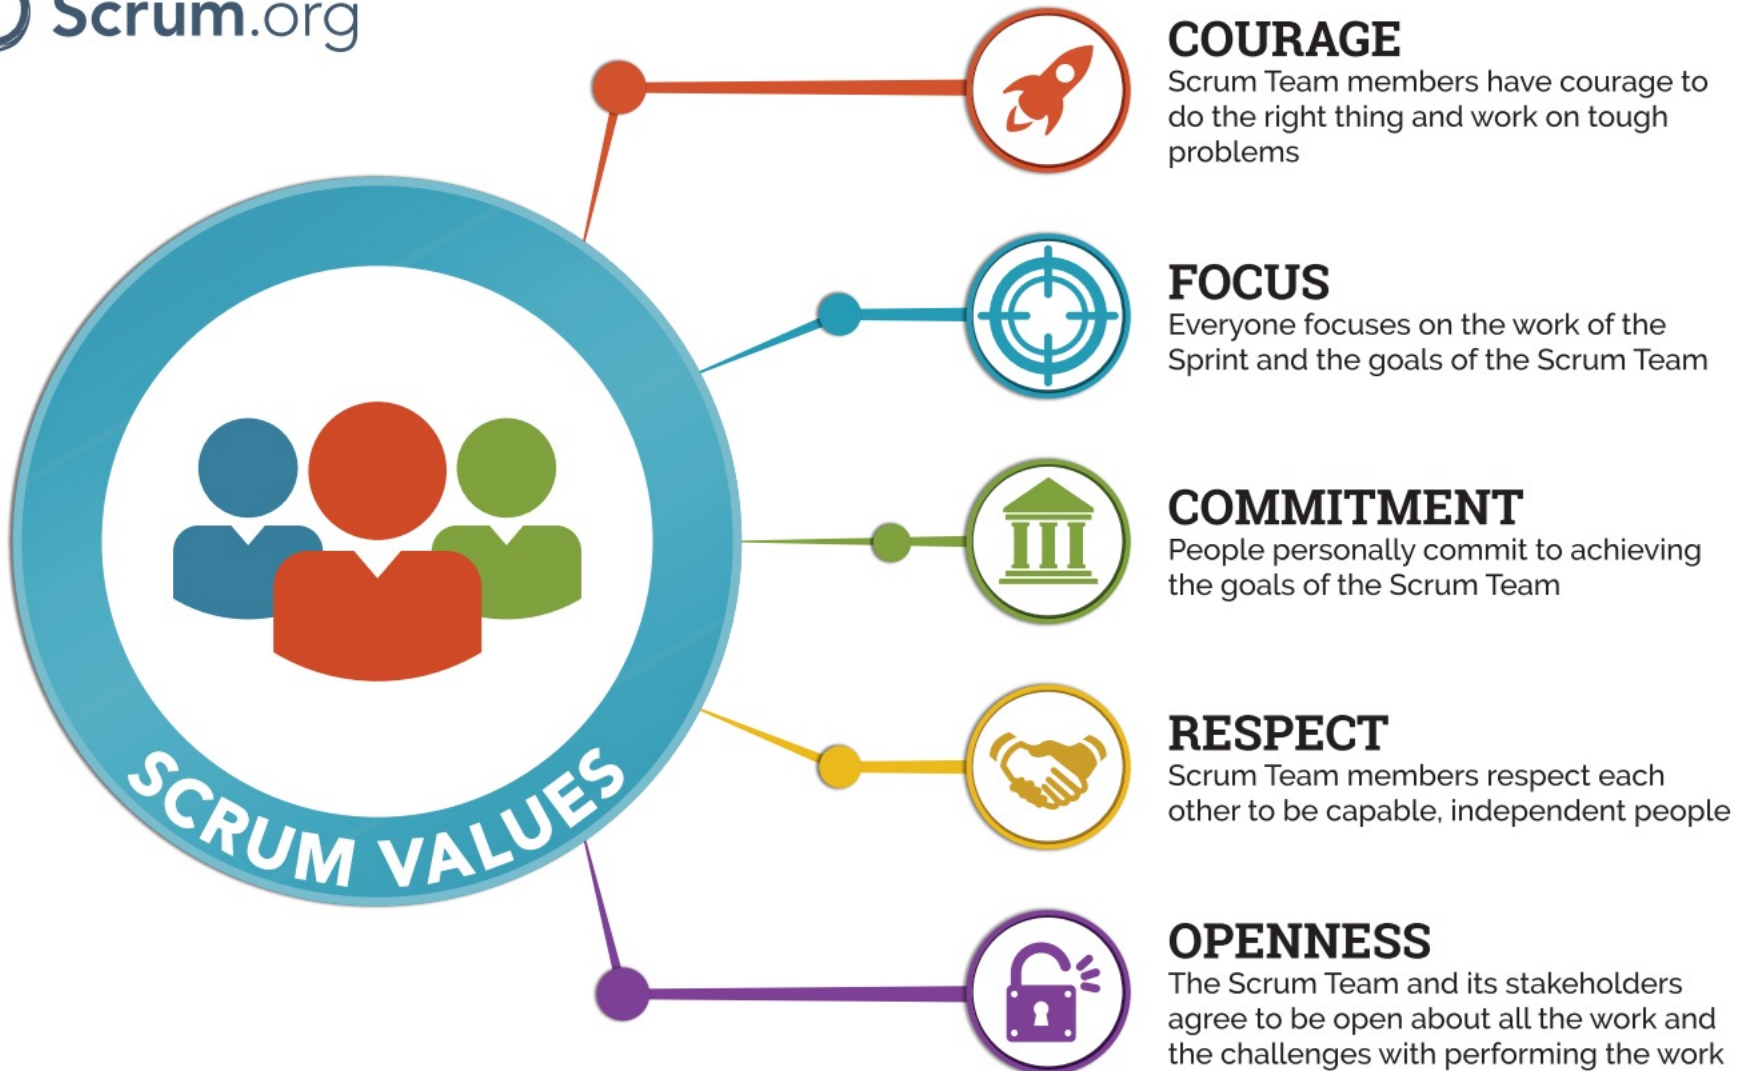 Scrum.org
COURAGE
Scrum Team members have courage to
do the right thing and work on tough
problems
FOCUS
Everyone focuses on the work of the
Sprint and the goals of the Scrum Team
COMMITMENT
People personally commit to achieving
the goals of the Scrum Team
RESPECT
Scrum Team members respect each
other to be capable, independent people
OPENNESS
The Scrum Team and its stakeholders
agree to be open about all the work and
the challenges with performing the work
SCRUM VALUES